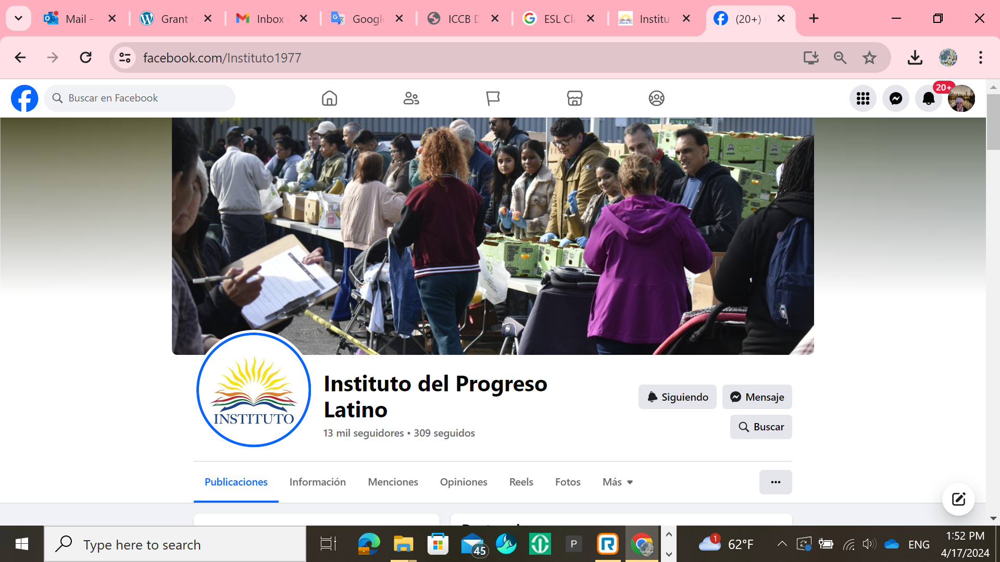 Mail -
Grant
Inbox
Google
ICCB D
ESL Cla
Institu
(20+)
facebook.com/Instituto1977
Buscar en Facebook
20+
INSTITUTO
Instituto del Progreso
Latino
13 mil seguidores • 309 seguidos
Siguiendo
Mensaje
Buscar
Publicaciones
Información
Menciones
Opiniones
Reels
Fotos
Más
Type here to search
45
P
R
1
62°F
ENG
1:52 PM
4/17/2024